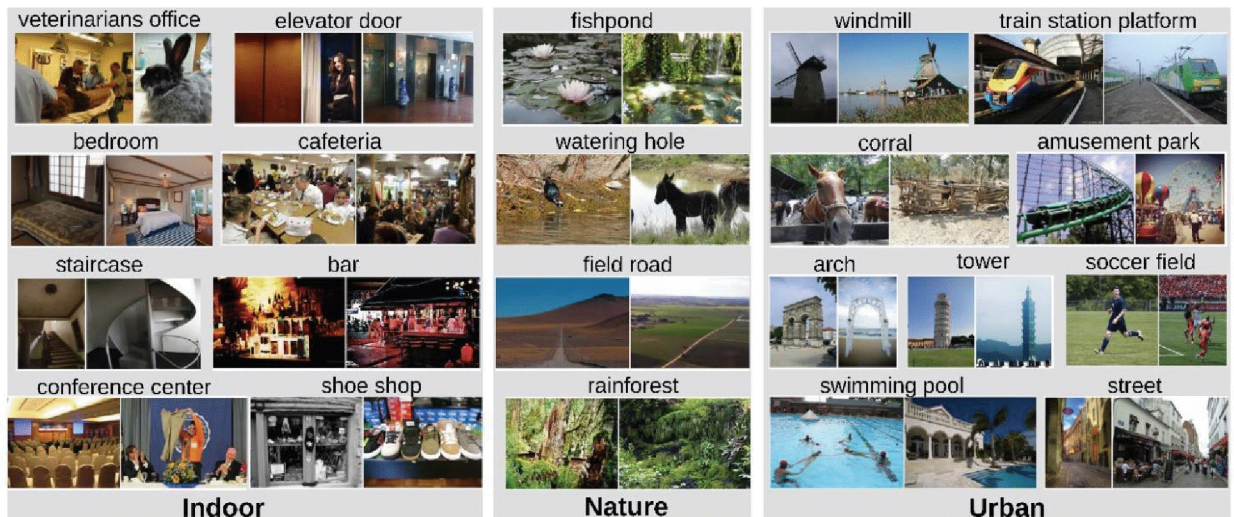 veterinarians office
elevator door
bedroom
cafeteria
staircase
bar
conference center
shoe shop
Indoor
fishpond
watering hole
field road
rainforest
Nature
windmill
train station platform
corral
amusement park
arch
tower
soccer field
swimming pool
street
Urban